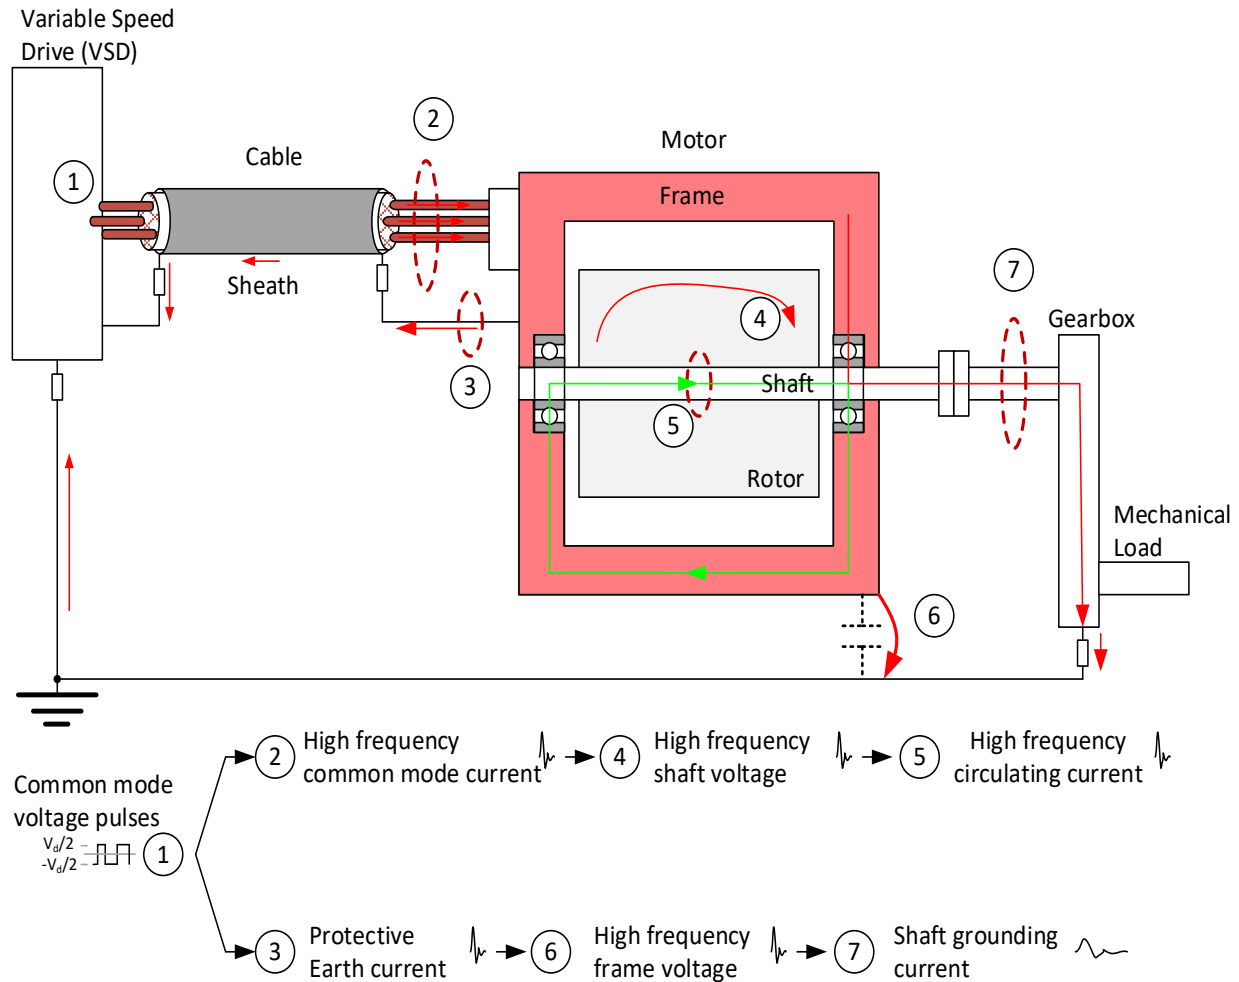 Variable Speed
Drive (VSD)
2
Motor
Cable
1
Frame
7
Sheath
4
Gearbox
3
Shaft
5
Rotor
Mechanical
Load
6
2 High frequency
common mode current
4 High frequency
shaft voltage
5 High frequency
circulating current
Common mode
voltage pulses
Vd/2
-Vd/2
1
3 Protective
Earth current
6 High frequency
frame voltage
7 Shaft grounding
current